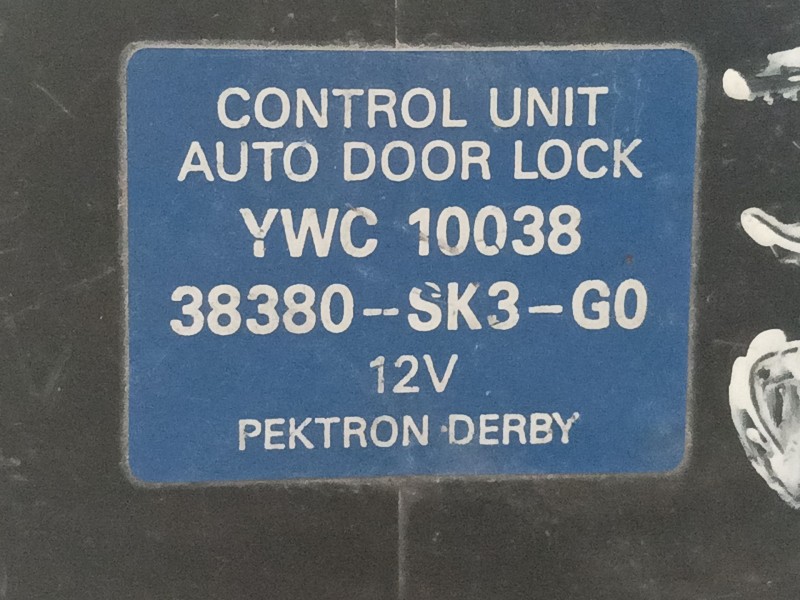 CONTROL UNIT
AUTO DOOR LOCK
YWC 10038
38380--SK3-G0
12V
PEKTRON DERBY